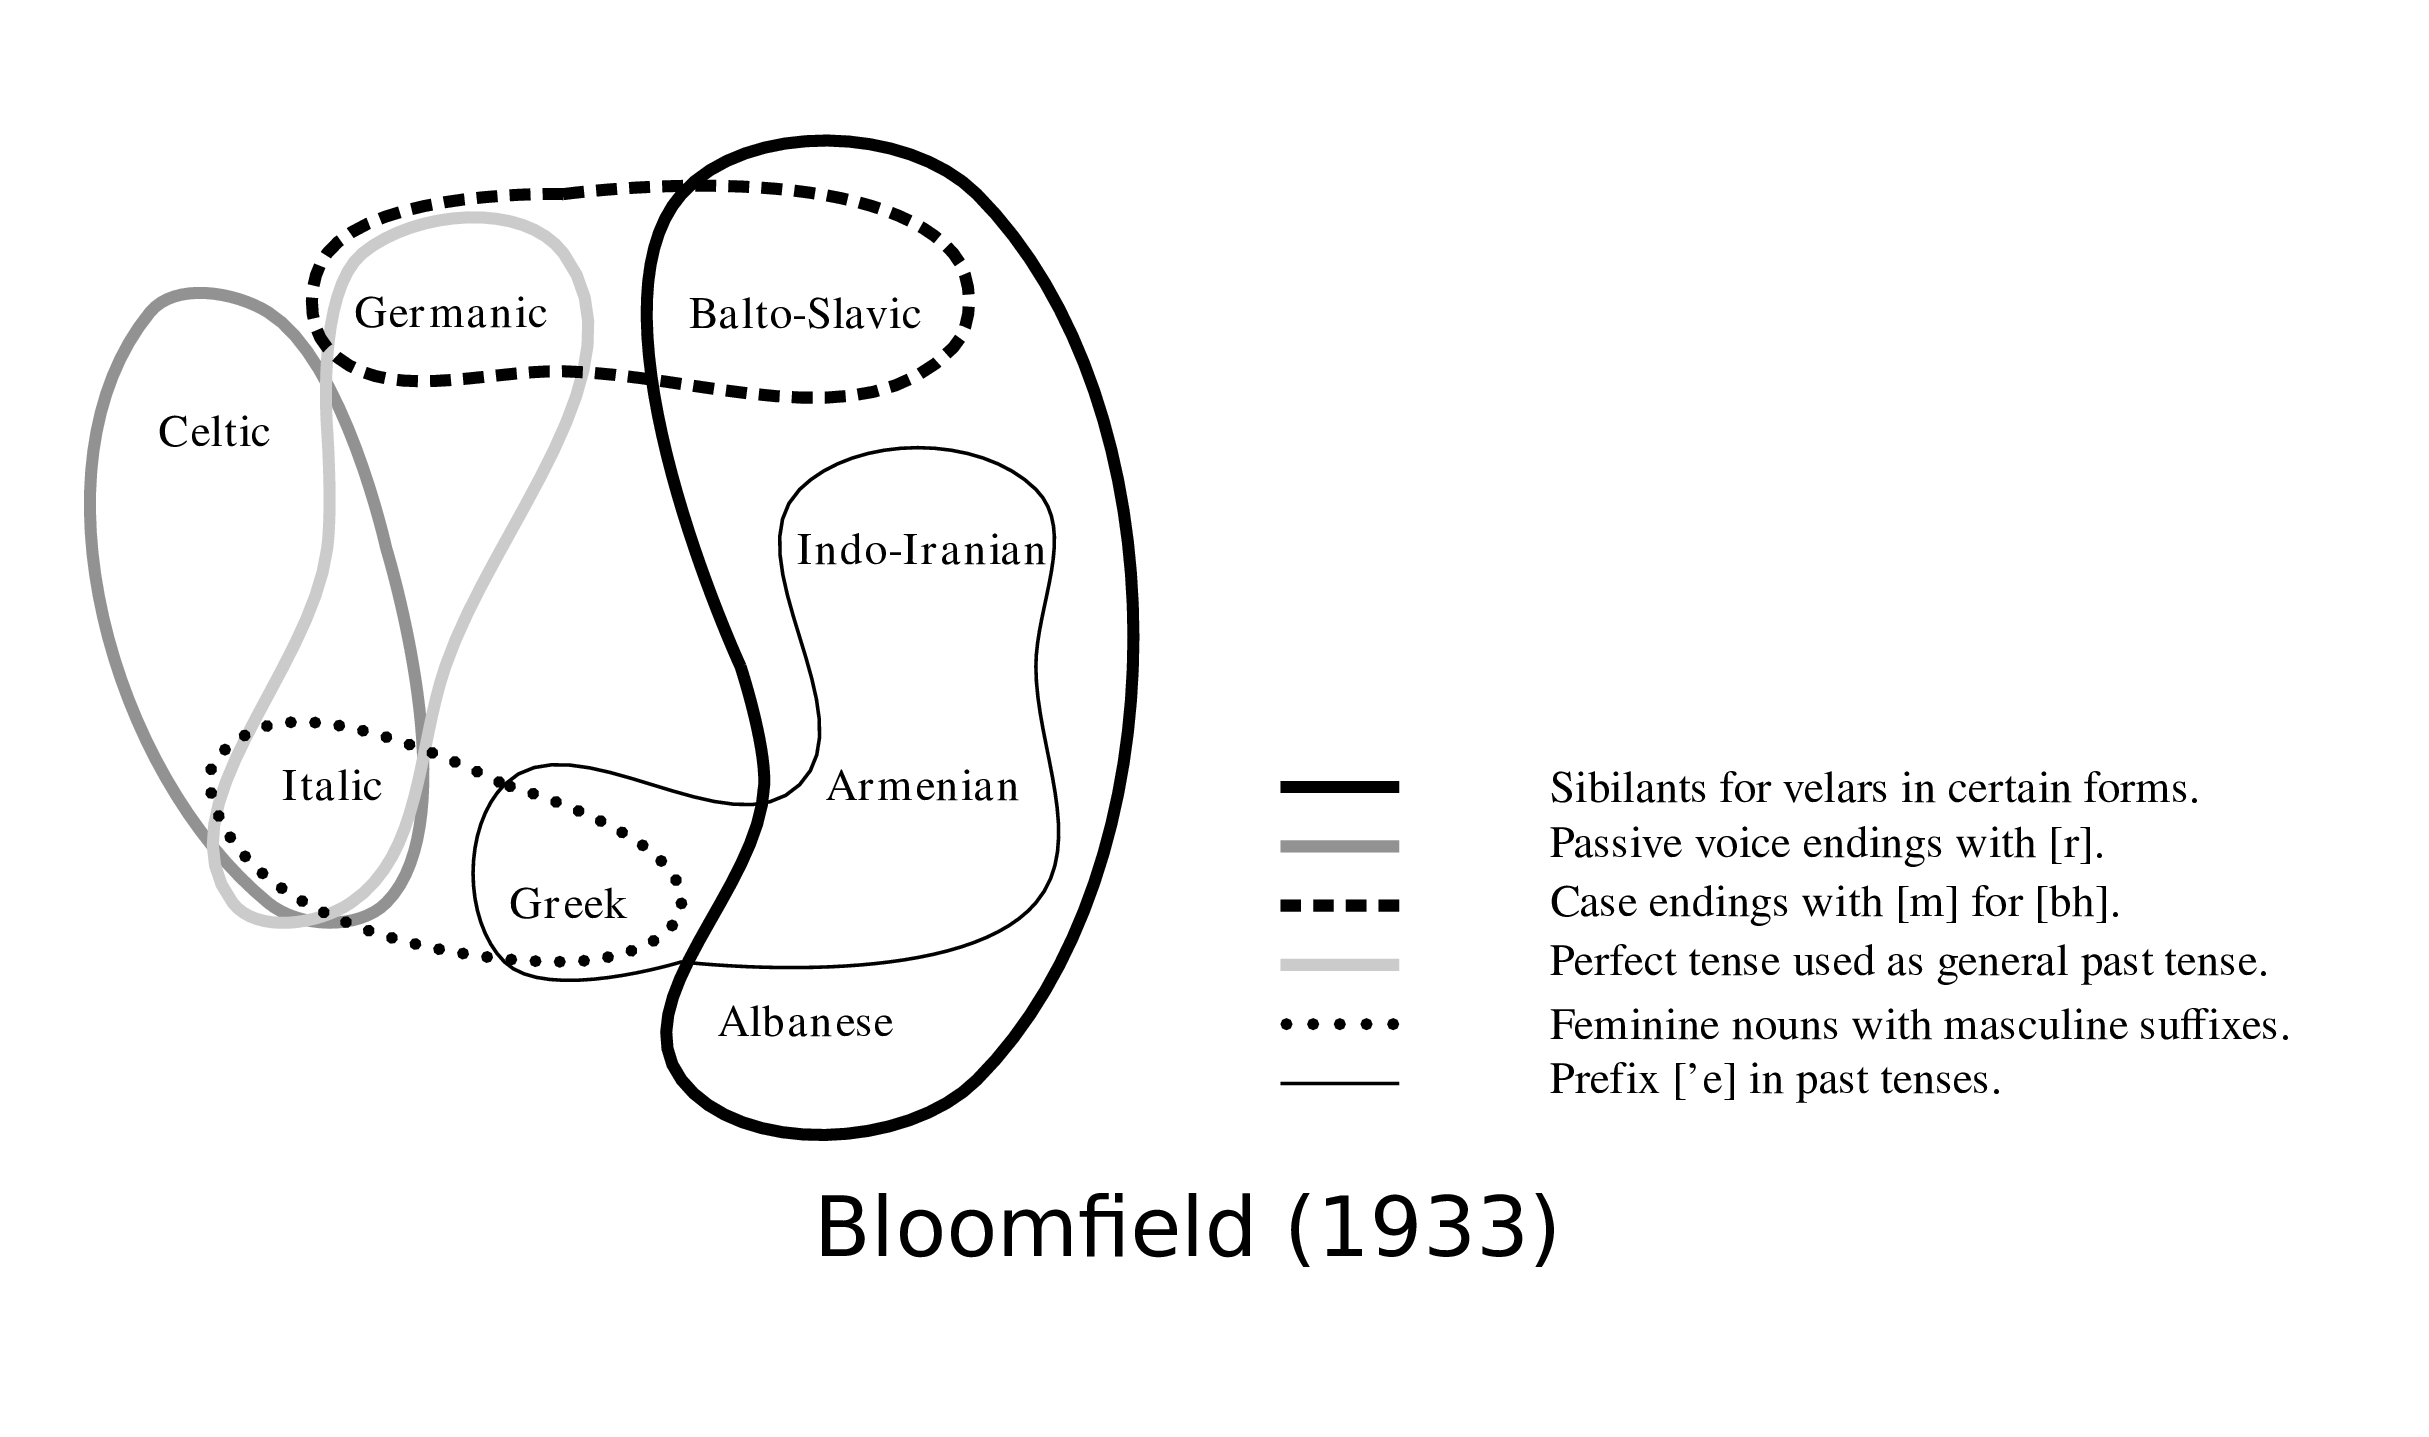 Germanic
Balto-Slavic
Celtic
Indo-Iranian
Italic
Armenian
Greek
Albanese
Sibilants for velars in certain forms.
Passive voice endings with [r].
Case endings with [m] for [bh].
Perfect tense used as general past tense.
Feminine nouns with masculine suffixes.
Prefix [’e] in past tenses.
Bloomfield (1933)